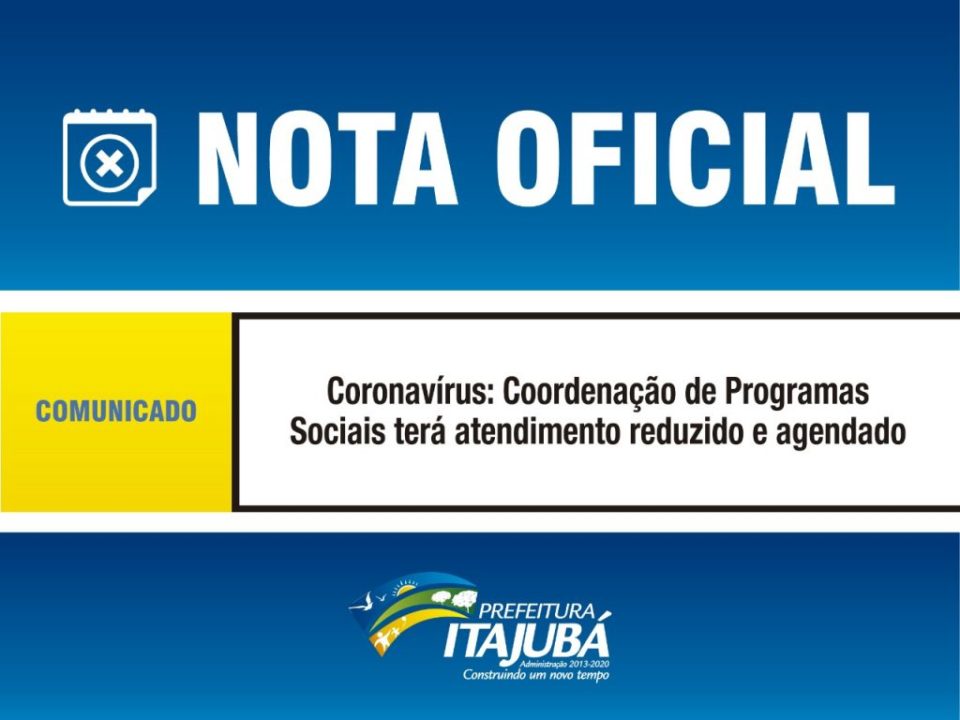 NOTA OFICIAL
COMUNICADO
Coronavírus: Coordenação de Programas
Sociais terá atendimento reduzido e agendado
PREFEITURA
ITAJUBÁ
Administração 2013-2020
Construindo um novo tempo